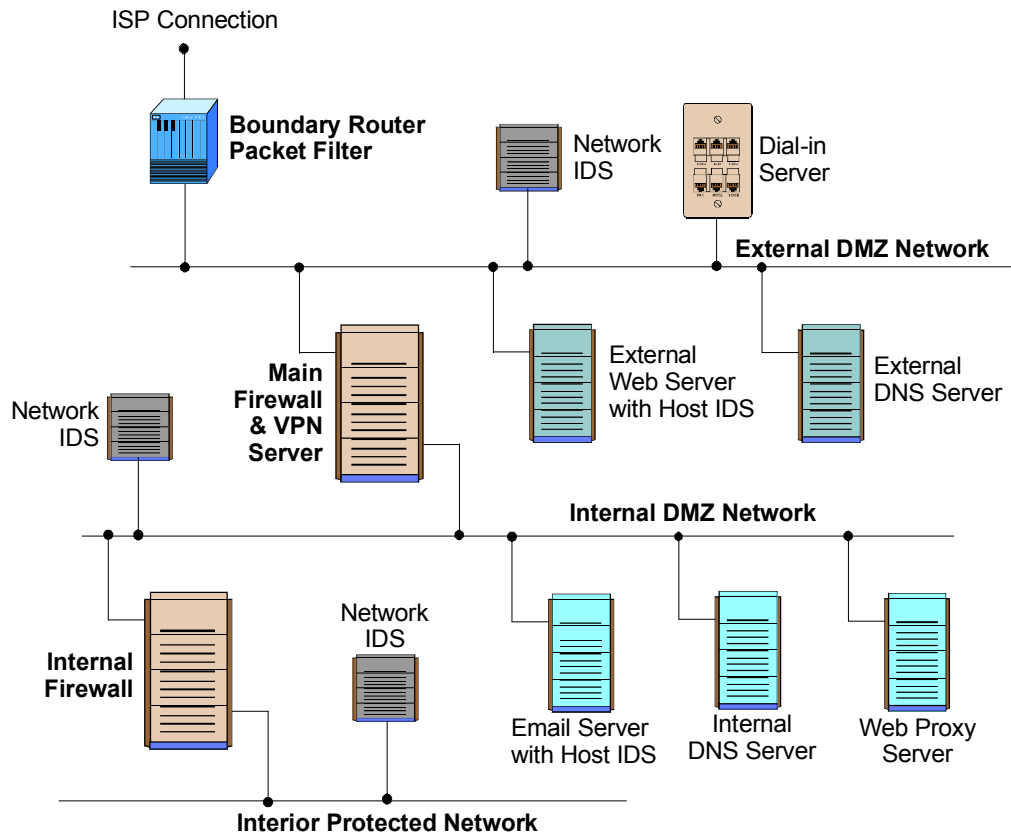 ISP Connection
Boundary Router
Packet Filter
Network
IDS
Dial-in
Server
External DMZ Network
Main
Firewall
& VPN
Server
External
Web Server
with Host IDS
External
DNS Server
Network
IDS
Internal DMZ Network
Internal
Firewall
Network
IDS
Email Server
with Host IDS
Internal
DNS Server
Web Proxy
Server
Interior Protected Network